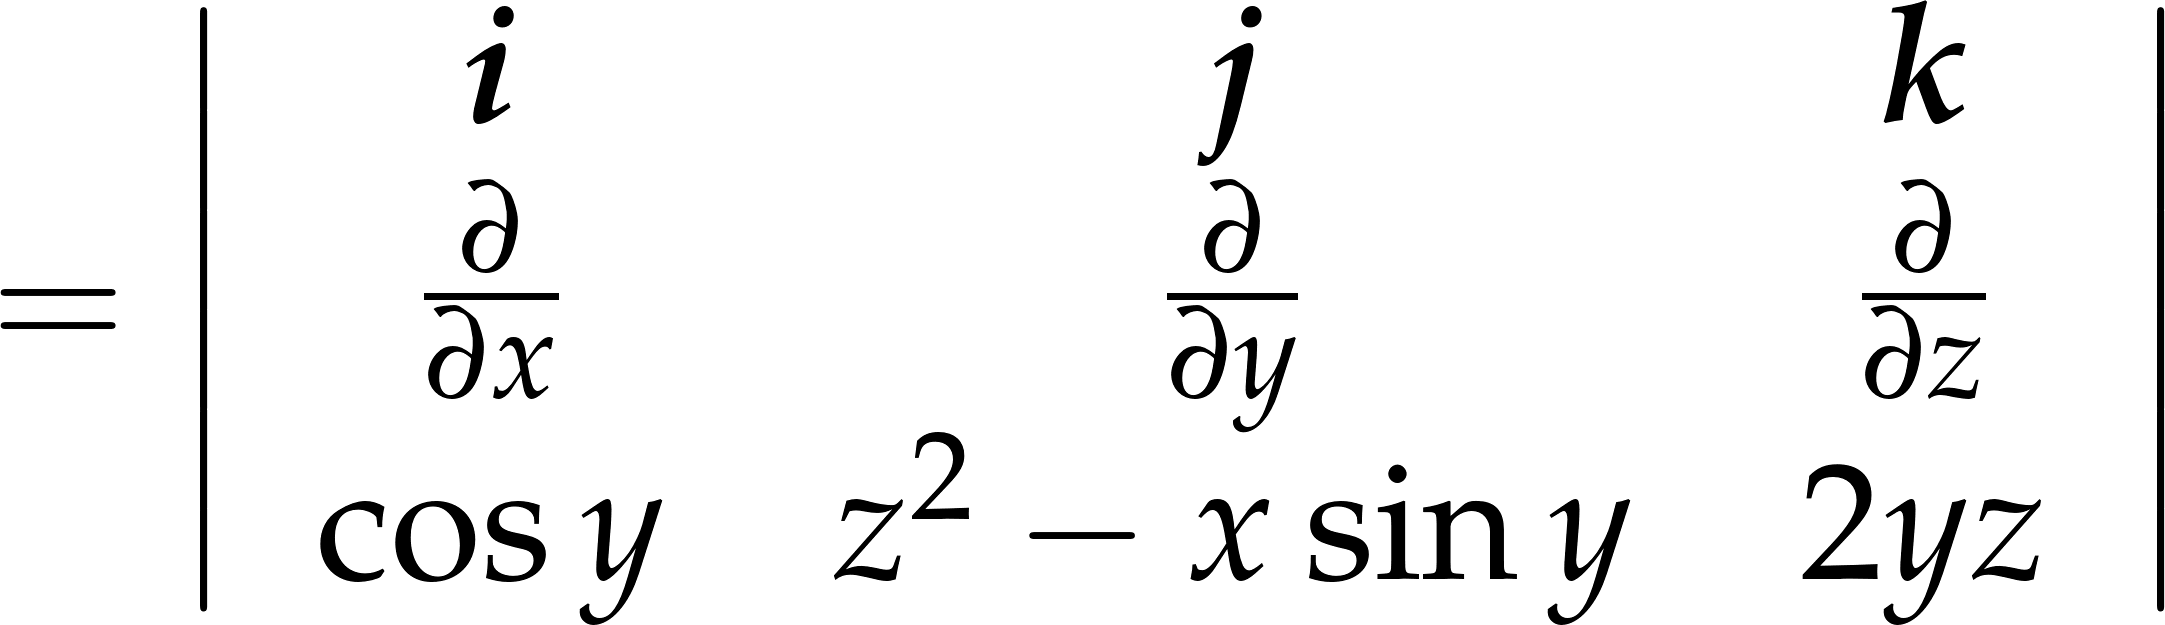 = | i j k |
∂/∂x ∂/∂y ∂/∂z
cos y z² − x sin y 2yz